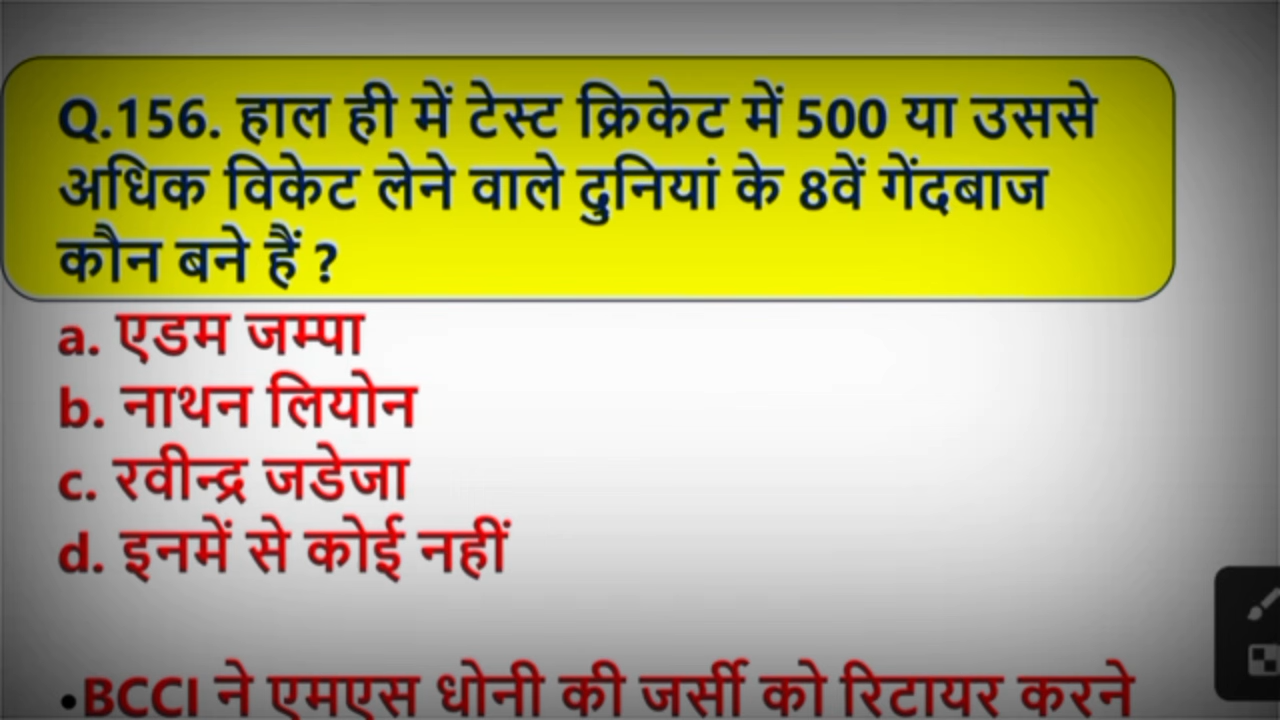 Q.156. हाल ही में टेस्ट क्रिकेट में 500 या उससे
अधिक विकेट लेने वाले दुनियां के 8वें गेंदबाज
कौन बने हैं ?
a. एडम जम्पा
b. नाथन लियोन
c. रवीन्द्र जडेजा
d. इनमें से कोई नहीं
•BCCI ने एमएस धोनी की जर्सी को रिटायर करने